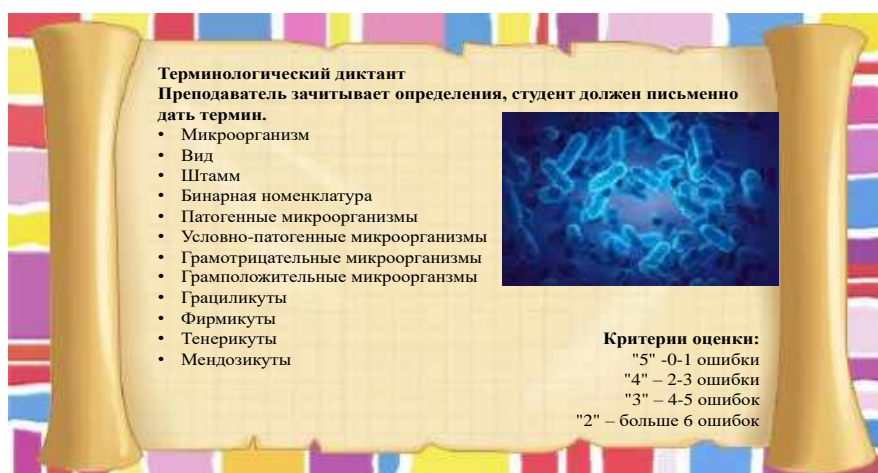 Терминологический диктант
Преподаватель зачитывает определения, студент должен письменно
дать термин.
• Микроорганизм
• Вид
• Штамм
• Бинарная номенклатура
• Патогенные микроорганизмы
• Условно-патогенные микроорганизмы
• Грамотрицательные микроорганизмы
• Грамположительные микроорганзмы
• Грациликуты
• Фирмикуты
• Тенерикуты
• Мендозикуты
Критерии оценки:
"5" -0-1 ошибки
"4" – 2-3 ошибки
"3" – 4-5 ошибок
"2" – больше 6 ошибок